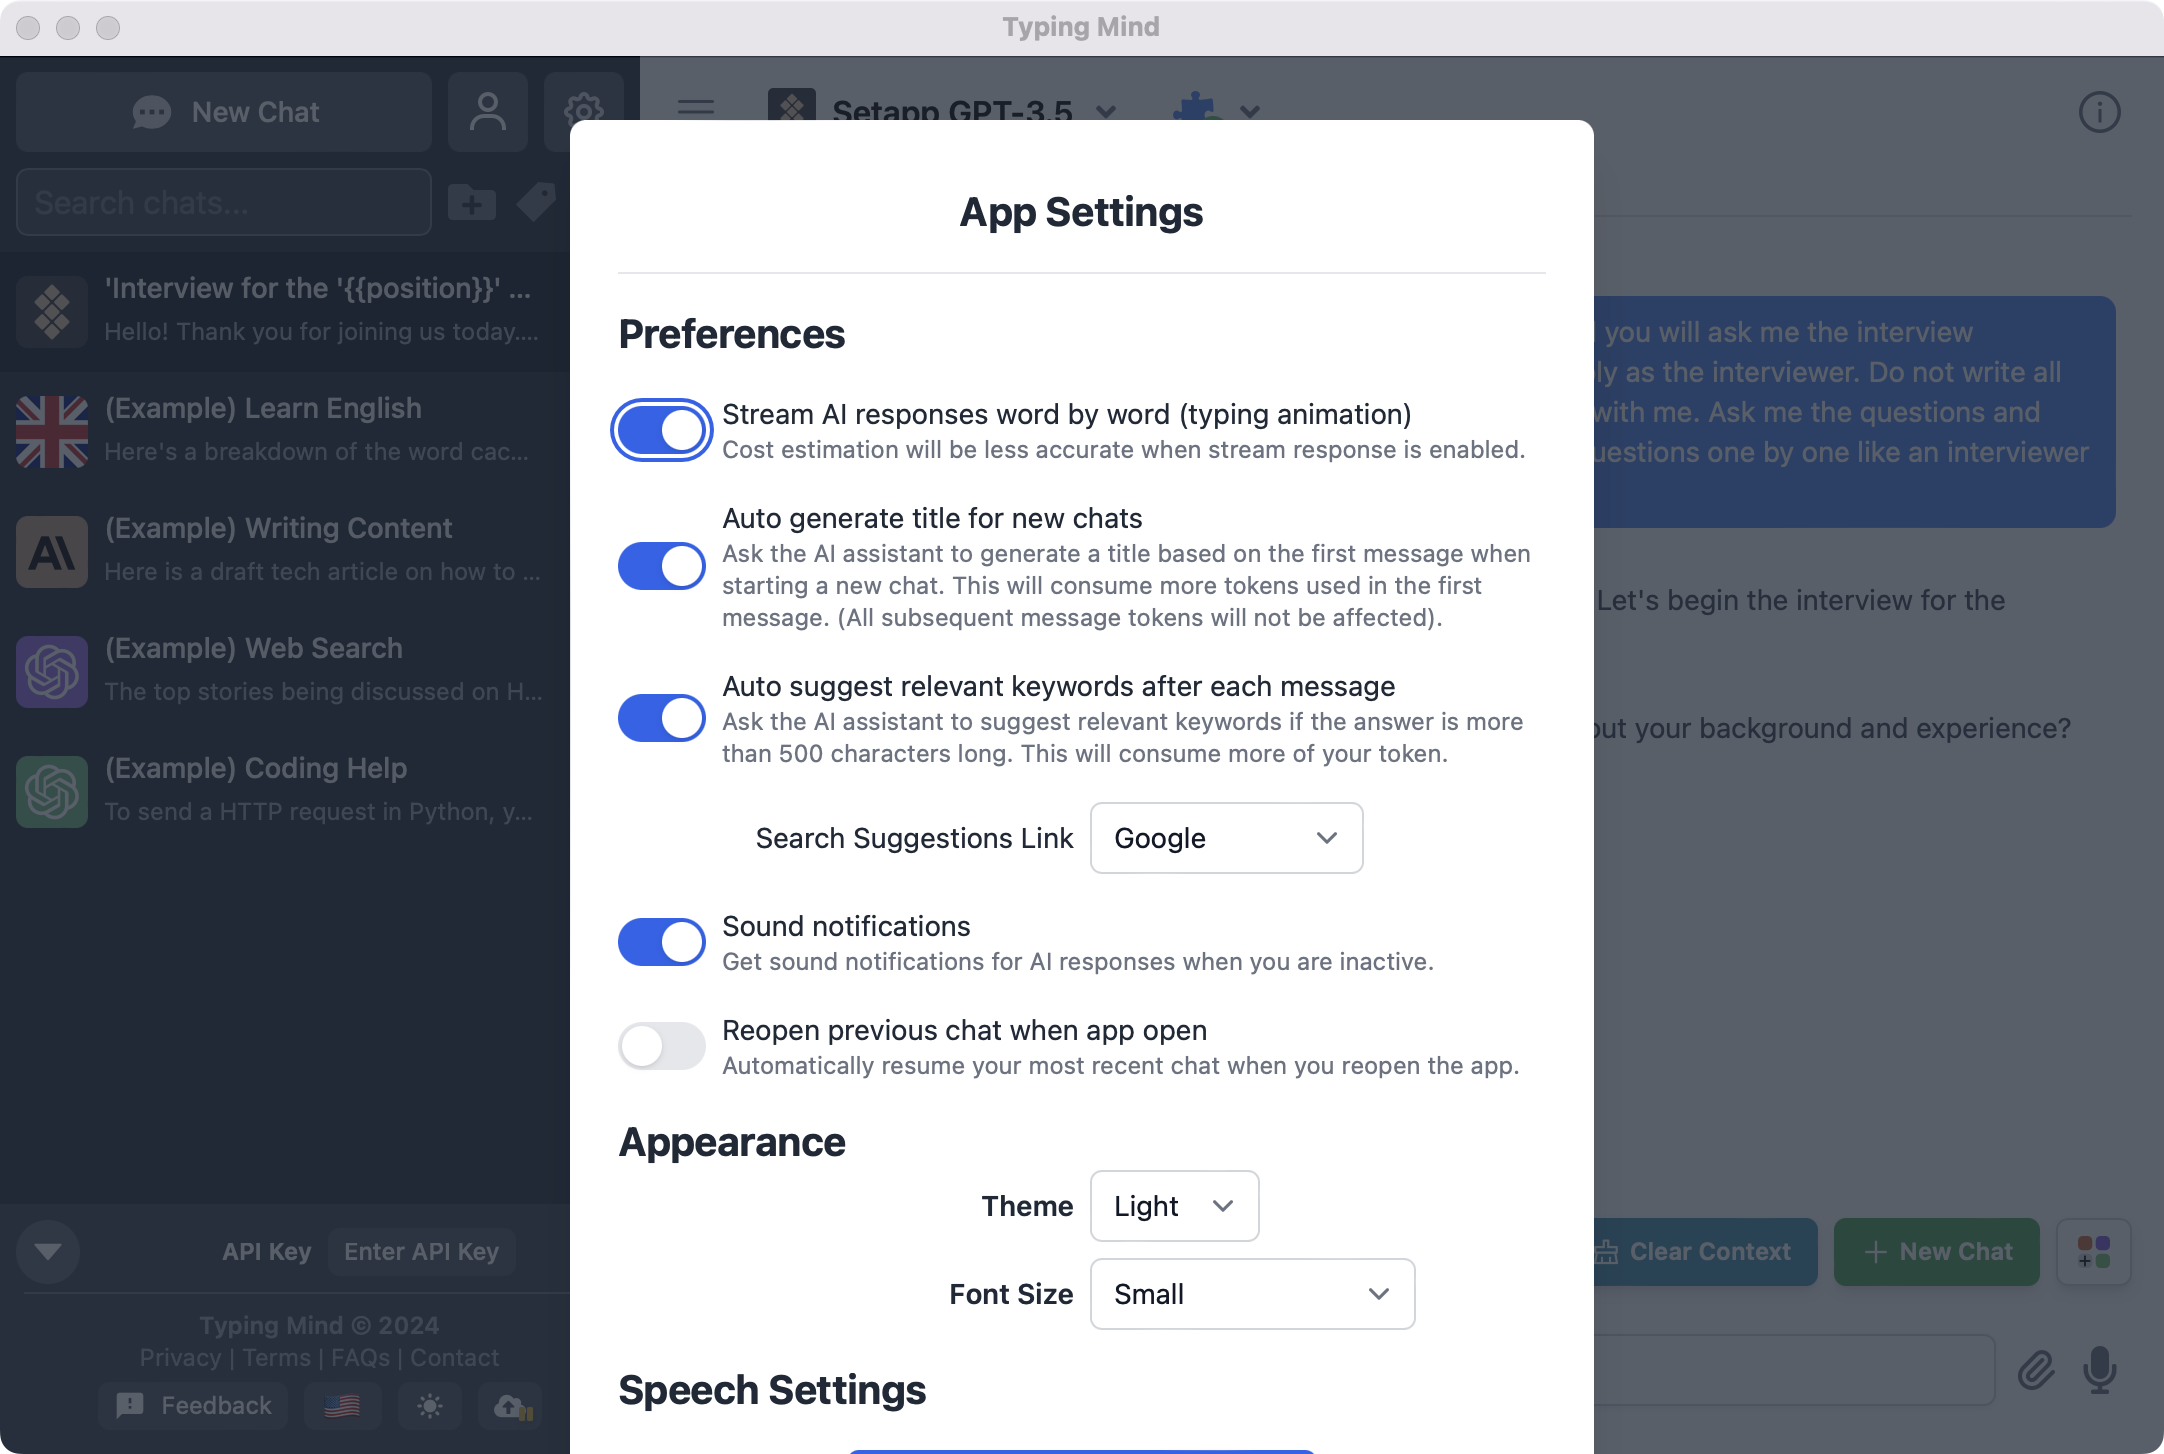 Typing Mind
New Chat
Search chats...
'Interview for the '{{position}}' ...
Hello! Thank you for joining us today....
(Example) Learn English
Here's a breakdown of the word cac...
(Example) Writing Content
Here is a draft tech article on how to ...
(Example) Web Search
The top stories being discussed on H...
(Example) Coding Help
To send a HTTP request in Python, y...
API Key
Enter API Key
Typing Mind © 2024
Privacy | Terms | FAQs | Contact
Feedback
Setapp GPT-3.5
App Settings
Preferences
Stream AI responses word by word (typing animation)
Cost estimation will be less accurate when stream response is enabled.
Auto generate title for new chats
Ask the AI assistant to generate a title based on the first message when
starting a new chat. This will consume more tokens used in the first
message. (All subsequent message tokens will not be affected).
Auto suggest relevant keywords after each message
Ask the AI assistant to suggest relevant keywords if the answer is more
than 500 characters long. This will consume more of your token.
Search Suggestions Link
Google
Sound notifications
Get sound notifications for AI responses when you are inactive.
Reopen previous chat when app open
Automatically resume your most recent chat when you reopen the app.
Appearance
Theme
Light
Font Size
Small
Speech Settings
you will ask me the interview
as the interviewer. Do not write all
with me. Ask me the questions and
one by one like an interviewer
Let's begin the interview for the
your background and experience?
Clear Context
New Chat